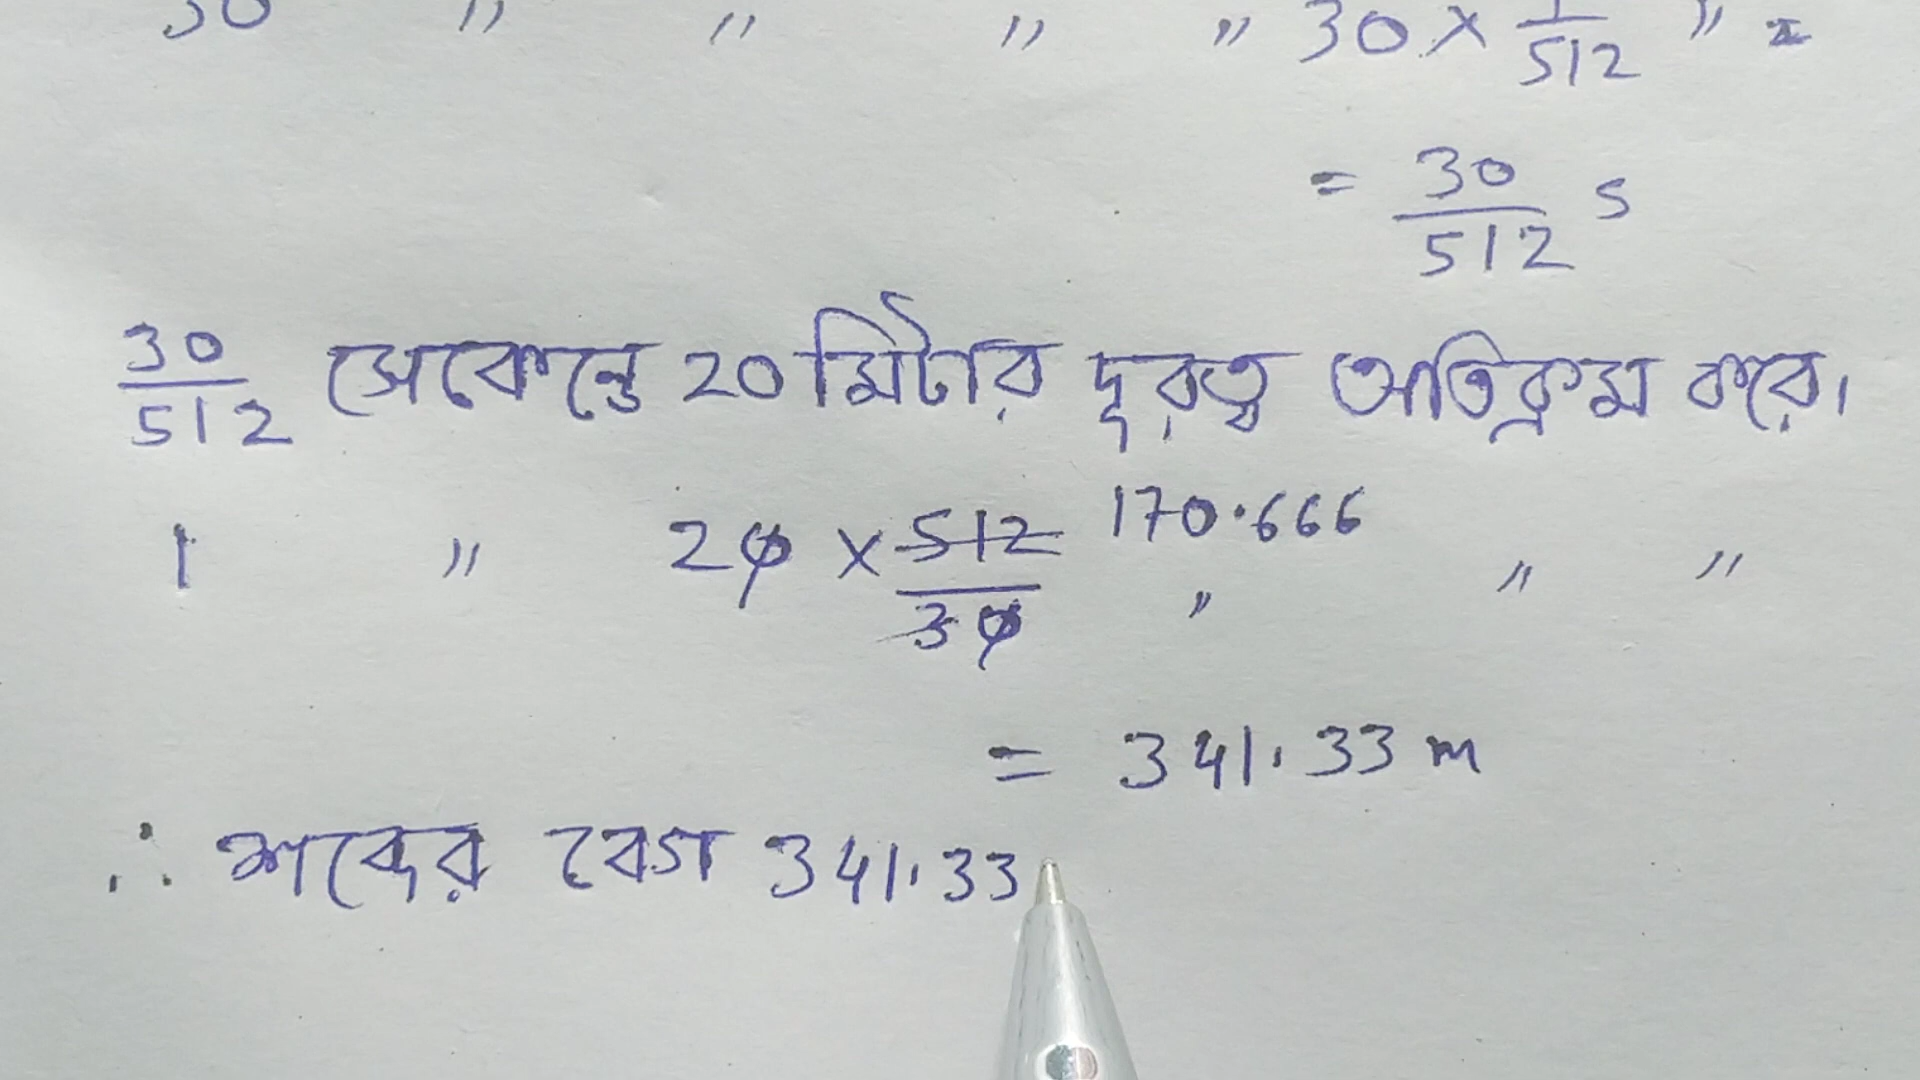 30 " " " " 30 × 1/512 " =
= 30/512 s
30/512 সেকেন্ডে 20 মিটার দূরত্ব অতিক্রম করে।
1 " 20 × 512/30 170.666 " " "
= 341.33 m
∴ শব্দের বেগ 341.33